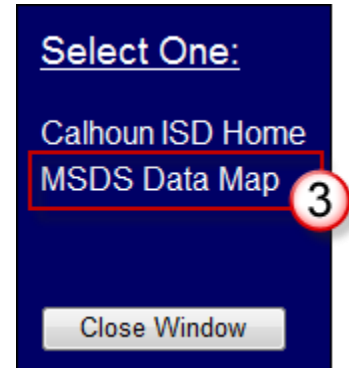 Select One:
Calhoun ISD Home
MSDS Data Map
3
Close Window